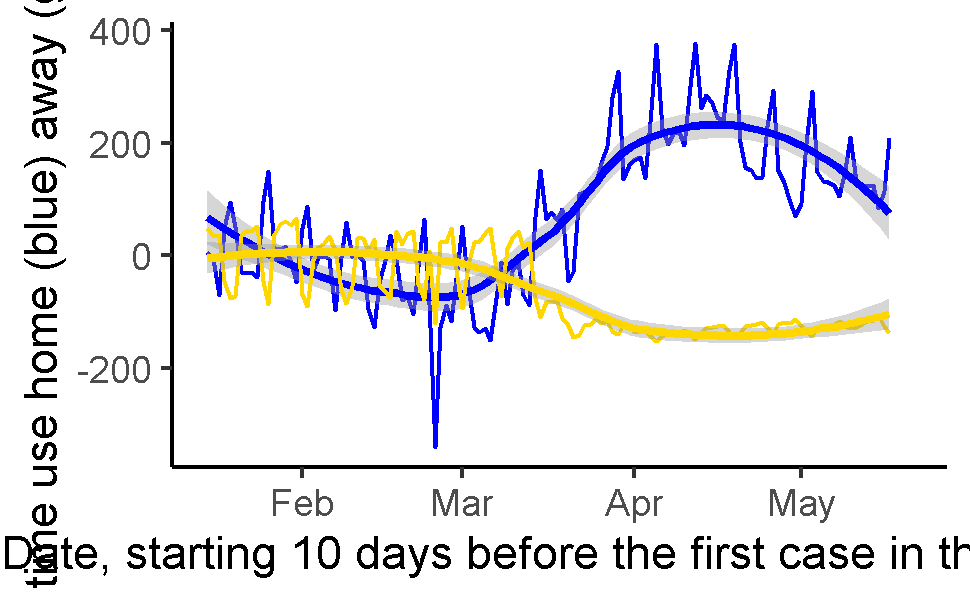 time use home (blue) away (
400
200
0
-200
Feb Mar Apr May
Date, starting 10 days before the first case in th